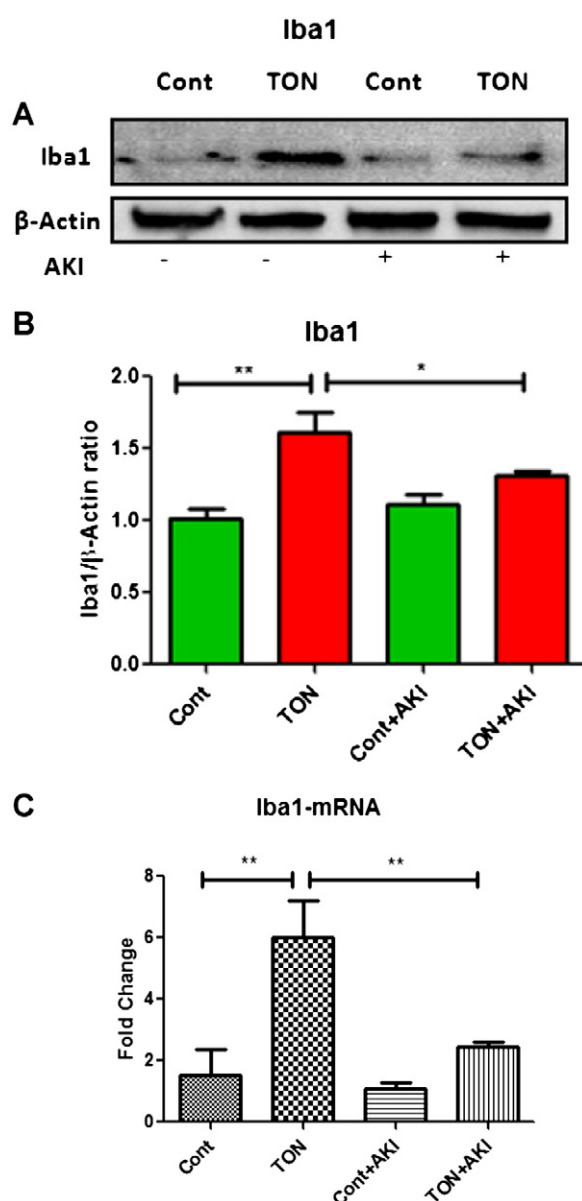 Iba1
Cont TON Cont TON
A
Iba1
β-Actin
AKI - - + +
B
Iba1
** *
Iba1/β-Actin ratio
2.0
1.5
1.0
0.5
0.0
Cont TON Cont+AKI TON+AKI
C
Iba1-mRNA
** **
Fold Change
8
6
4
2
0
Cont TON Cont+AKI TON+AKI